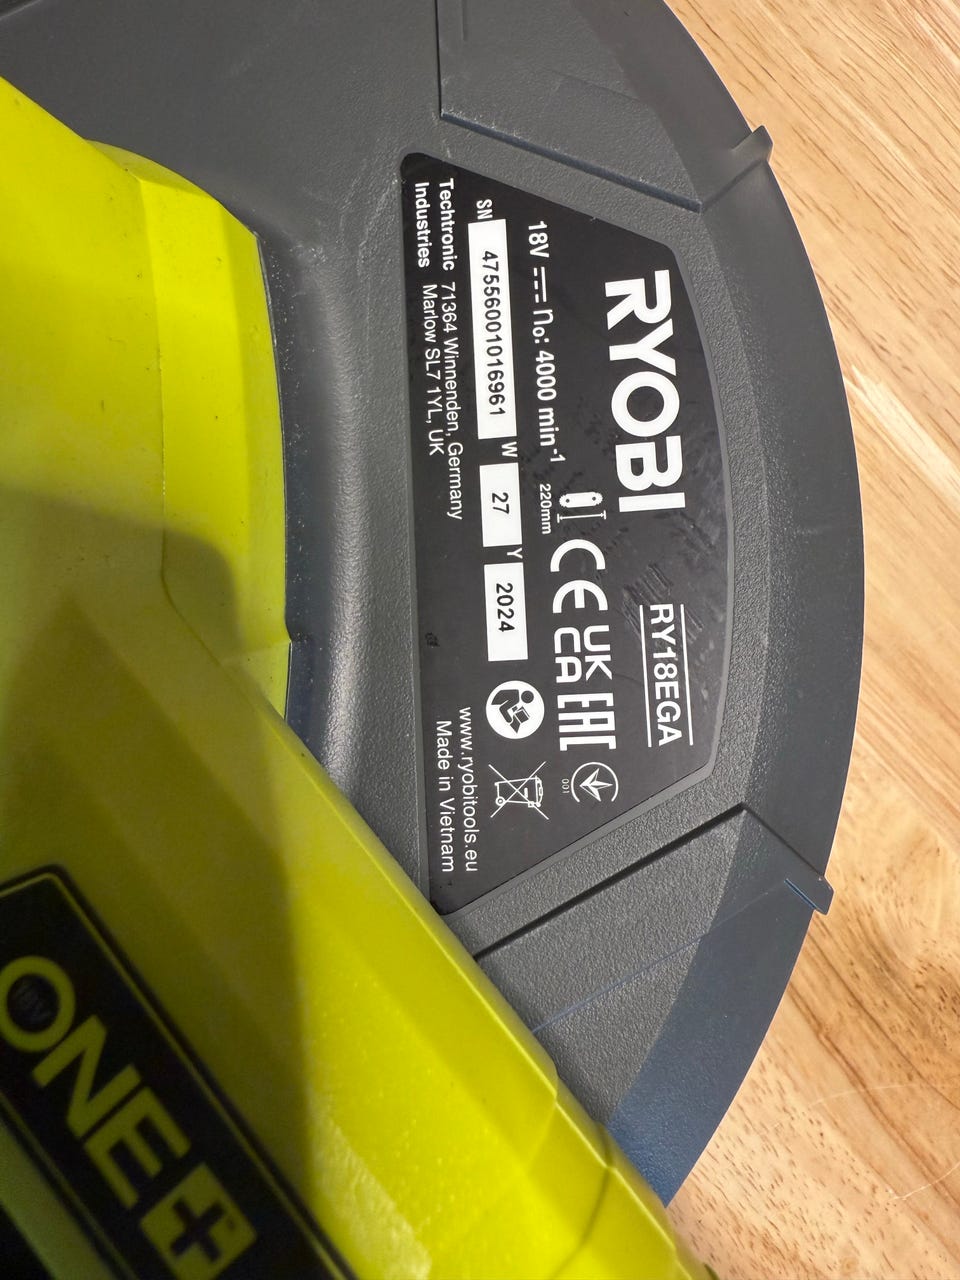 RYOBI
RY18EGA
18V n₀: 4000 min⁻¹
220mm
CE
UK
CA
EAC
001
SN 47556001016961 W 27 Y 2024
Techtronic Industries
71364 Winnenden, Germany
Marlow SL7 1YL, UK
www.ryobitools.eu
Made in Vietnam
ONE+